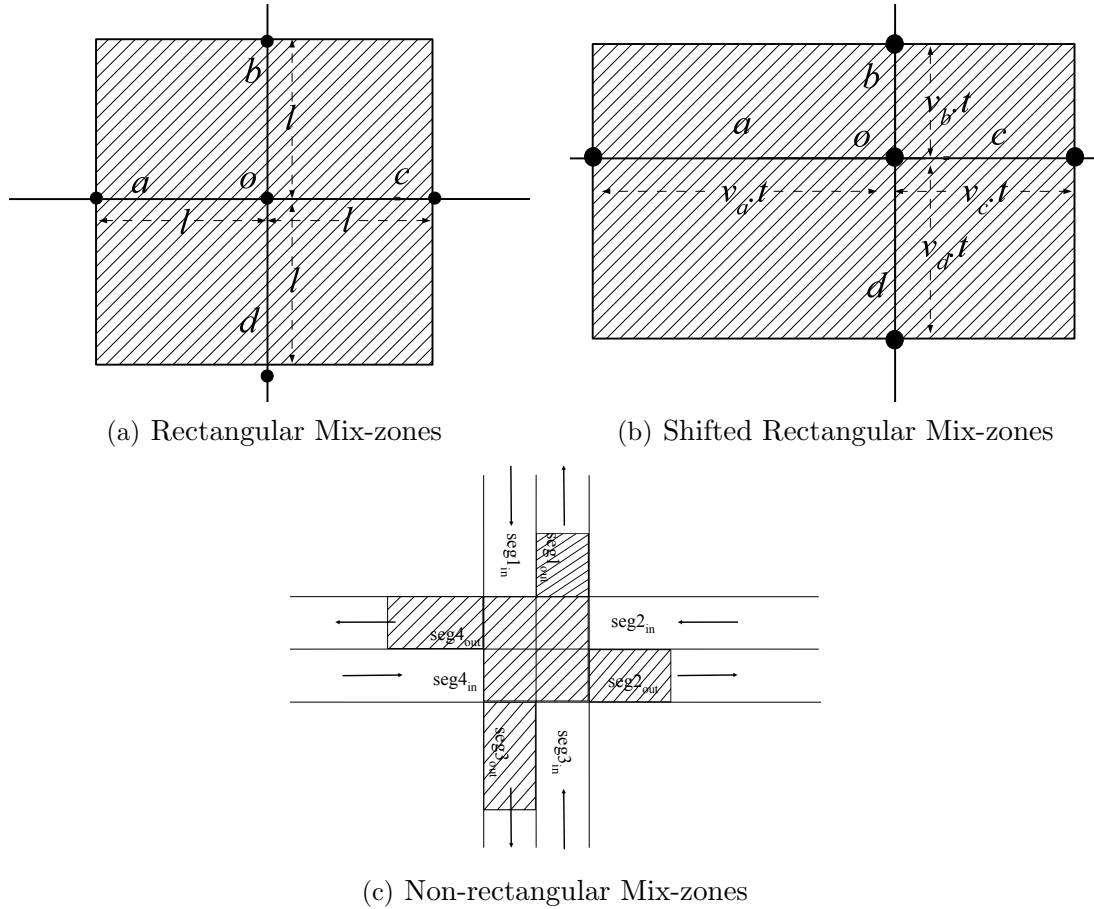 b
l
a
o
c
l
l
l
d
(a) Rectangular Mix-zones
b
v_b.t
a
o
c
v_a.t
v_c.t
v_d.t
d
(b) Shifted Rectangular Mix-zones
seg1_in
seg1_out
seg4_out
seg2_in
seg4_in
seg2_out
seg3_out
seg3_in
(c) Non-rectangular Mix-zones